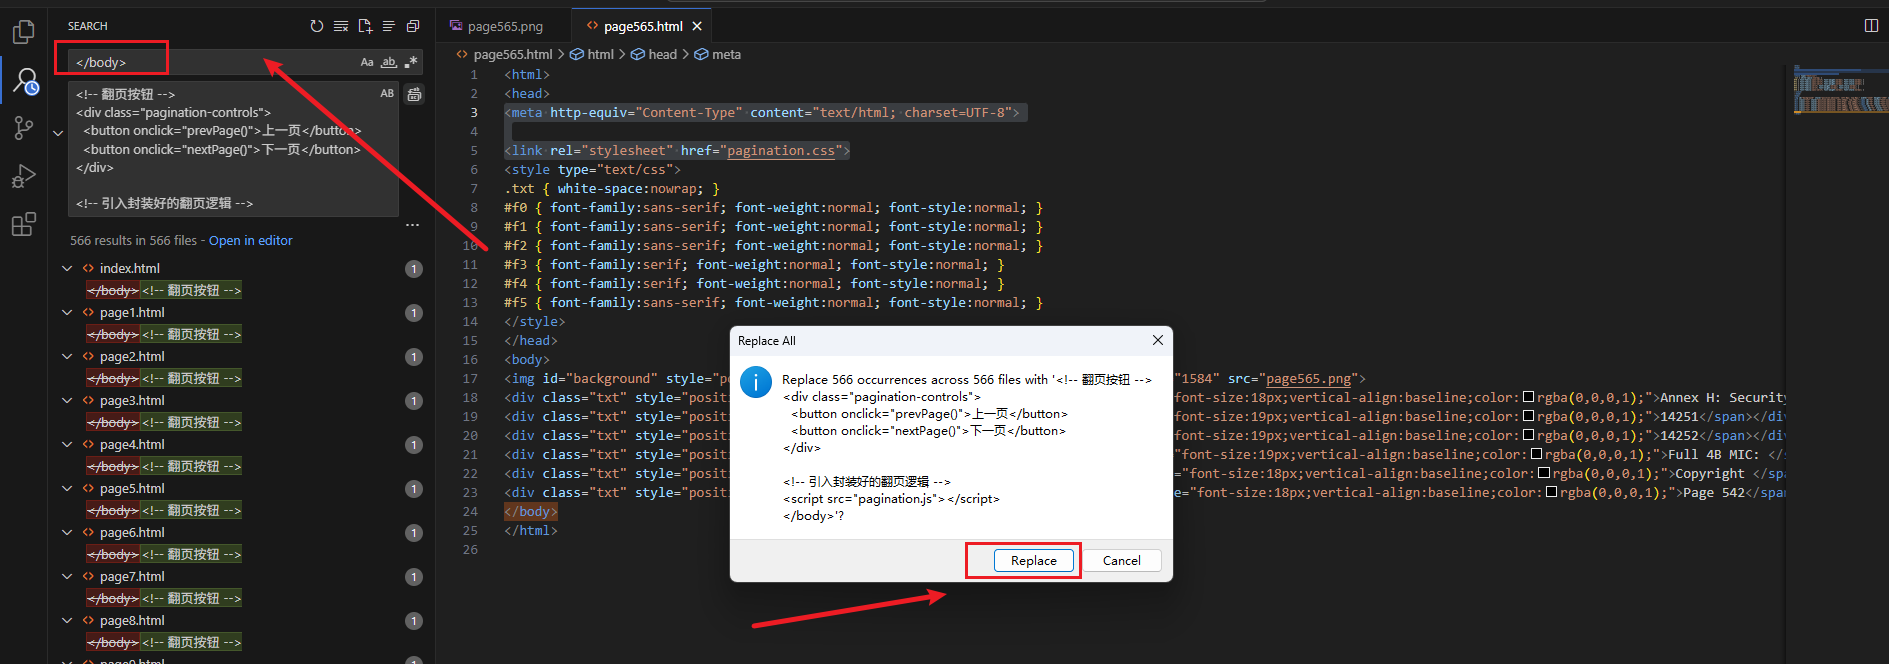 SEARCH
</body>
Aa
ab
.*
<!-- 翻页按钮 -->
AB
<div class="pagination-controls">
<button onclick="prevPage()">上一页</button>
<button onclick="nextPage()">下一页</button>
</div>
<!-- 引入封装好的翻页逻辑 -->
566 results in 566 files - Open in editor
index.html
1
</body><!-- 翻页按钮 -->
page1.html
1
</body><!-- 翻页按钮 -->
page2.html
1
</body><!-- 翻页按钮 -->
page3.html
1
</body><!-- 翻页按钮 -->
page4.html
1
</body><!-- 翻页按钮 -->
page5.html
1
</body><!-- 翻页按钮 -->
page6.html
1
</body><!-- 翻页按钮 -->
page7.html
1
</body><!-- 翻页按钮 -->
page8.html
1
</body><!-- 翻页按钮 -->
page565.png
page565.html
page565.html > html > head > meta
1 <html>
2 <head>
3 <meta http-equiv="Content-Type" content="text/html; charset=UTF-8">
4
5 <link rel="stylesheet" href="pagination.css">
6 <style type="text/css">
7 .txt { white-space:nowrap; }
8 #f0 { font-family:sans-serif; font-weight:normal; font-style:normal; }
9 #f1 { font-family:sans-serif; font-weight:normal; font-style:normal; }
10 #f2 { font-family:sans-serif; font-weight:normal; font-style:normal; }
11 #f3 { font-family:serif; font-weight:normal; font-style:normal; }
12 #f4 { font-family:serif; font-weight:normal; font-style:normal; }
13 #f5 { font-family:sans-serif; font-weight:normal; font-style:normal; }
14 </style>
15 </head>
16 <body>
17 <img id="background" style="po "1584" src="page565.png">
18 <div class="txt" style="positi "font-size:18px;vertical-align:baseline;color:rgba(0,0,0,1);">Annex H: Security
19 <div class="txt" style="positi "font-size:19px;vertical-align:baseline;color:rgba(0,0,0,1);">14251</span></div
20 <div class="txt" style="positi "font-size:19px;vertical-align:baseline;color:rgba(0,0,0,1);">14252</span></div
21 <div class="txt" style="positi "font-size:19px;vertical-align:baseline;color:rgba(0,0,0,1);">Full 4B MIC: </s
22 <div class="txt" style="positi ="font-size:18px;vertical-align:baseline;color:rgba(0,0,0,1);">Copyright </sp
23 <div class="txt" style="positi e="font-size:18px;vertical-align:baseline;color:rgba(0,0,0,1);">Page 542</span
24 </body>
25 </html>
26
Replace All
Replace 566 occurrences across 566 files with '<!-- 翻页按钮 -->
<div class="pagination-controls">
<button onclick="prevPage()">上一页</button>
<button onclick="nextPage()">下一页</button>
</div>
<!-- 引入封装好的翻页逻辑 -->
<script src="pagination.js"></script>
</body>'?
Replace
Cancel